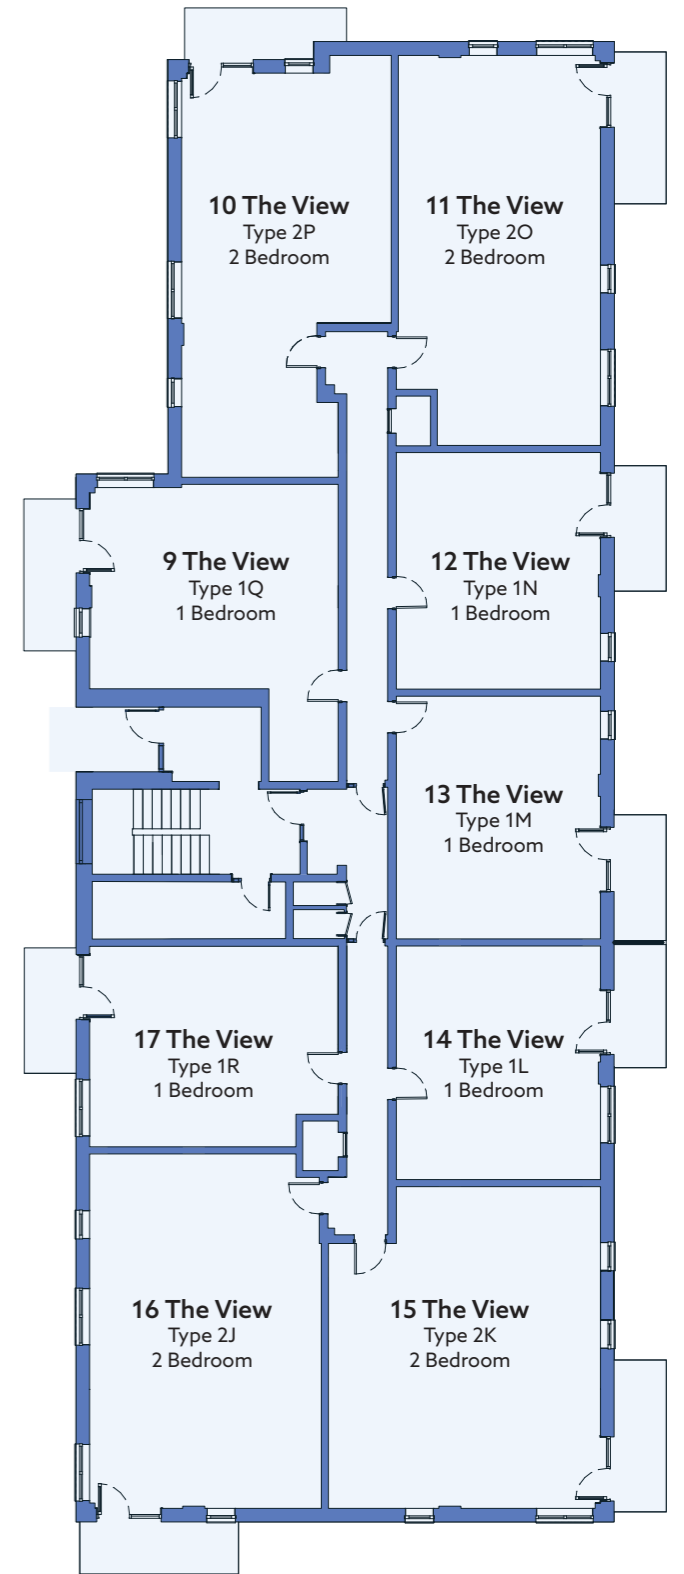 10 The View
Type 2P
2 Bedroom
11 The View
Type 2O
2 Bedroom
9 The View
Type 1Q
1 Bedroom
12 The View
Type 1N
1 Bedroom
13 The View
Type 1M
1 Bedroom
17 The View
Type 1R
1 Bedroom
14 The View
Type 1L
1 Bedroom
16 The View
Type 2J
2 Bedroom
15 The View
Type 2K
2 Bedroom